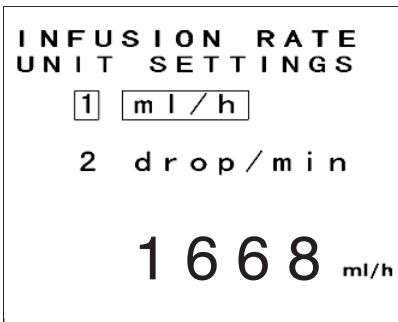 INFUSION RATE
UNIT SETTINGS
1 ml/h
2 drop/min
1668 ml/h